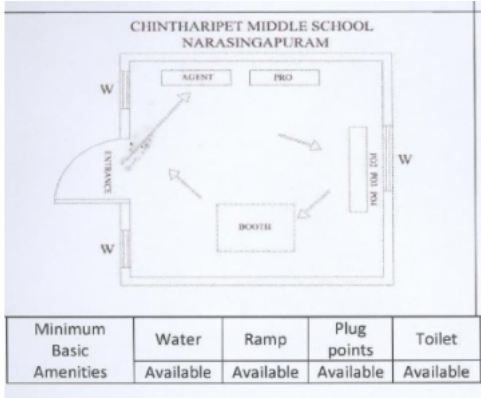 CHINTHARIPET MIDDLE SCHOOL
NARASINGAPURAM
AGENT PRO
W
ENTRANCE
PO2 PO3 PO4
W
BOOTH
W
Minimum Basic Amenities Water Ramp Plug points Toilet
Available Available Available Available